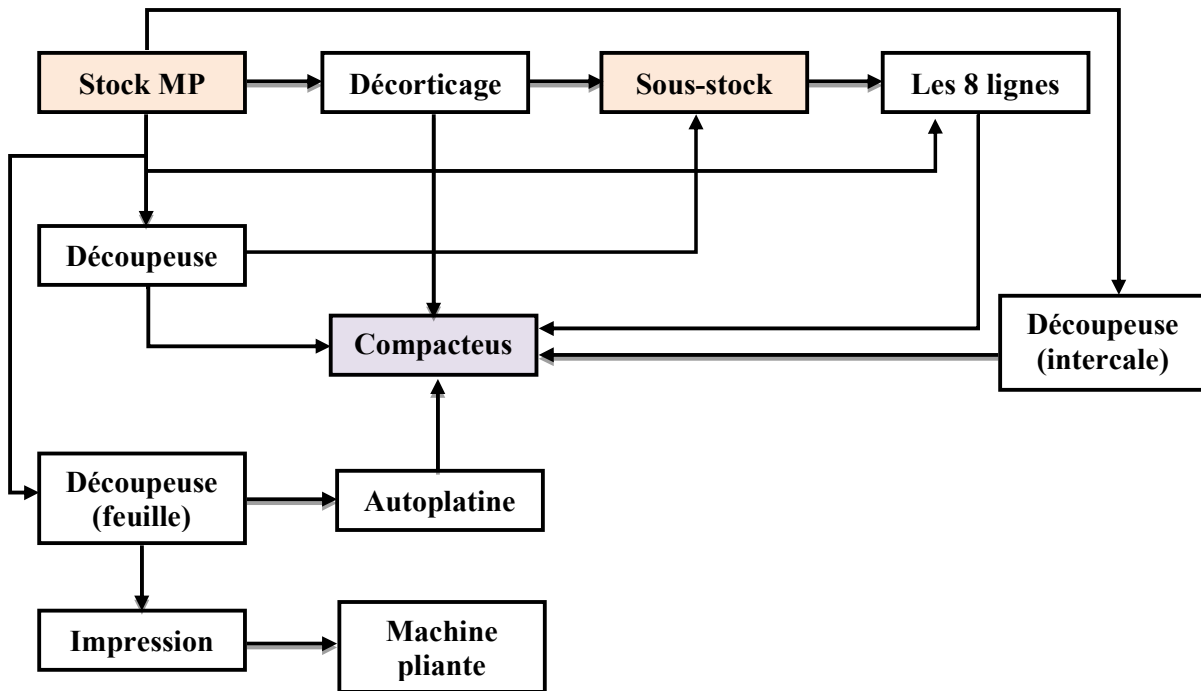 Stock MP
Décorticage
Sous-stock
Les 8 lignes
Découpeuse
Compacteus
Découpeuse
(intercale)
Découpeuse
(feuille)
Autoplatine
Impression
Machine
pliante